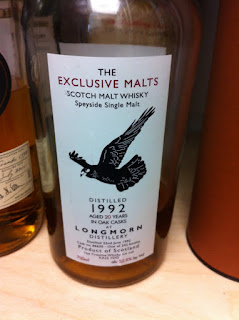 THE
EXCLUSIVE MALTS
SCOTCH MALT WHISKY
Speyside Single Malt
DISTILLED
1992
AGED 20 YEARS
IN OAK CASKS
AT
LONGMORN
DISTILLERY
Product of Scotland